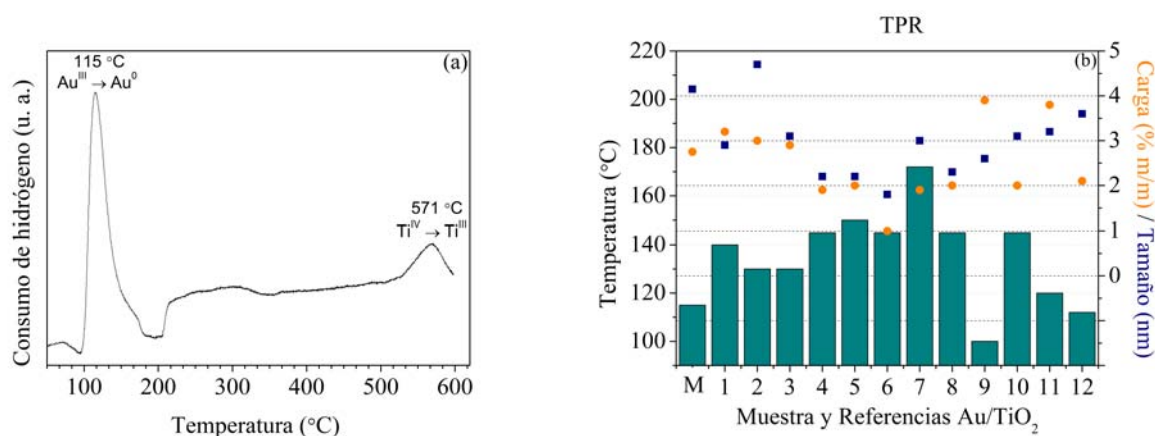 (a)
115 °C
Au^III → Au^0
571 °C
Ti^IV → Ti^III
Consumo de hidrógeno (u. a.)
100 200 300 400 500 600
Temperatura (°C)
TPR
(b)
220
200
180
160
140
120
100
Temperatura (°C)
5
4
3
2
1
0
Carga (% m/m) / Tamaño (nm)
M 1 2 3 4 5 6 7 8 9 10 11 12
Muestra y Referencias Au/TiO₂